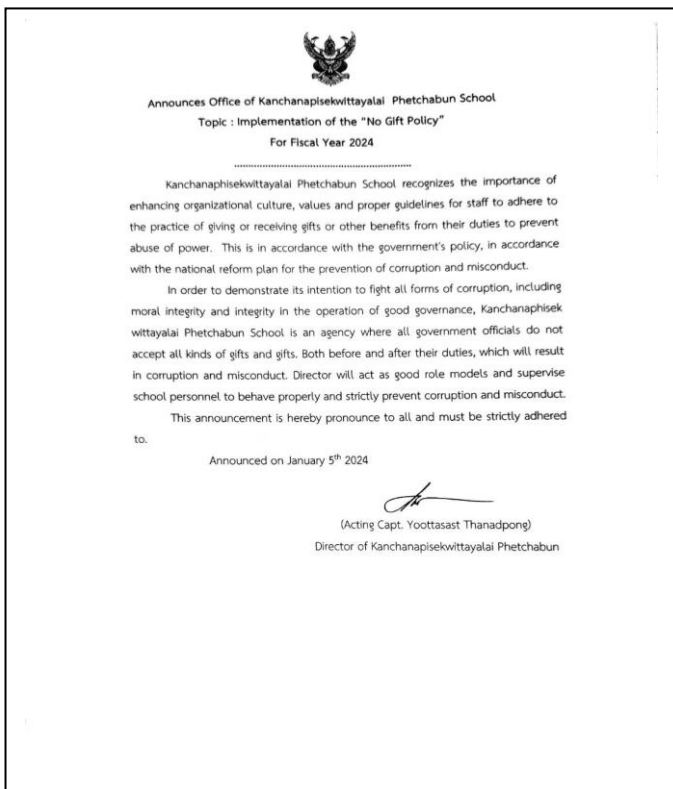 Announces Office of Kanchanapisekwittayalai Phetchabun School
Topic : Implementation of the "No Gift Policy"
For Fiscal Year 2024
Kanchanaphisekwittayalai Phetchabun School recognizes the importance of
enhancing organizational culture, values and proper guidelines for staff to adhere to
the practice of giving or receiving gifts or other benefits from their duties to prevent
abuse of power. This is in accordance with the government's policy, in accordance
with the national reform plan for the prevention of corruption and misconduct.
In order to demonstrate its intention to fight all forms of corruption, including
moral integrity and integrity in the operation of good governance, Kanchanaphisek
wittayalai Phetchabun School is an agency where all government officials do not
accept all kinds of gifts and gifts. Both before and after their duties, which will result
in corruption and misconduct. Director will act as good role models and supervise
school personnel to behave properly and strictly prevent corruption and misconduct.
This announcement is hereby pronounce to all and must be strictly adhered
to.
Announced on January 5th 2024
(Acting Capt. Yoottasast Thanadpong)
Director of Kanchanapisekwittayalai Phetchabun